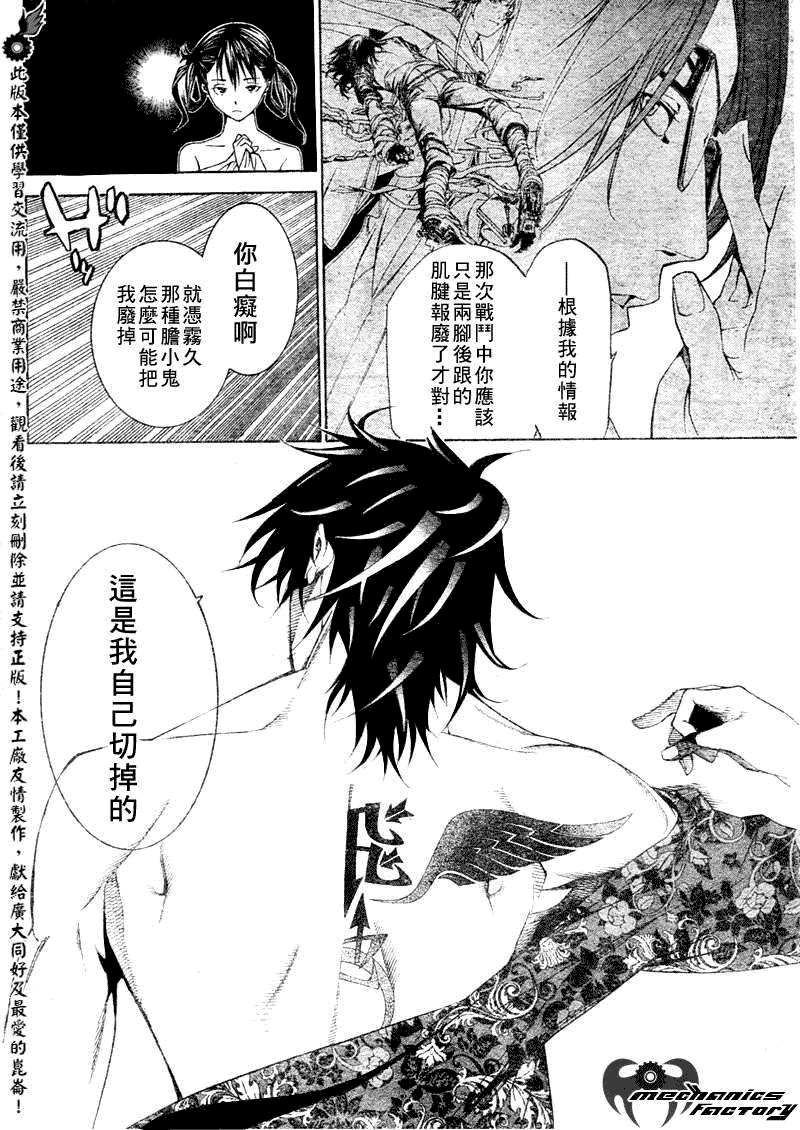 ——根據我的情報
那次戰鬥中你應該
只是兩腳後跟的
肌腱報廢了才對…
你白癡啊
就憑霧久
那種膽小鬼
怎麼可能把
我廢掉
ザッ
這是我自己切掉的
此版本僅供學習交流用，嚴禁商業用途，觀看後請立刻刪除並請支持正版！本工廠友情製作，獻給廣大同好及最愛的崑崙！
mechanics
factory